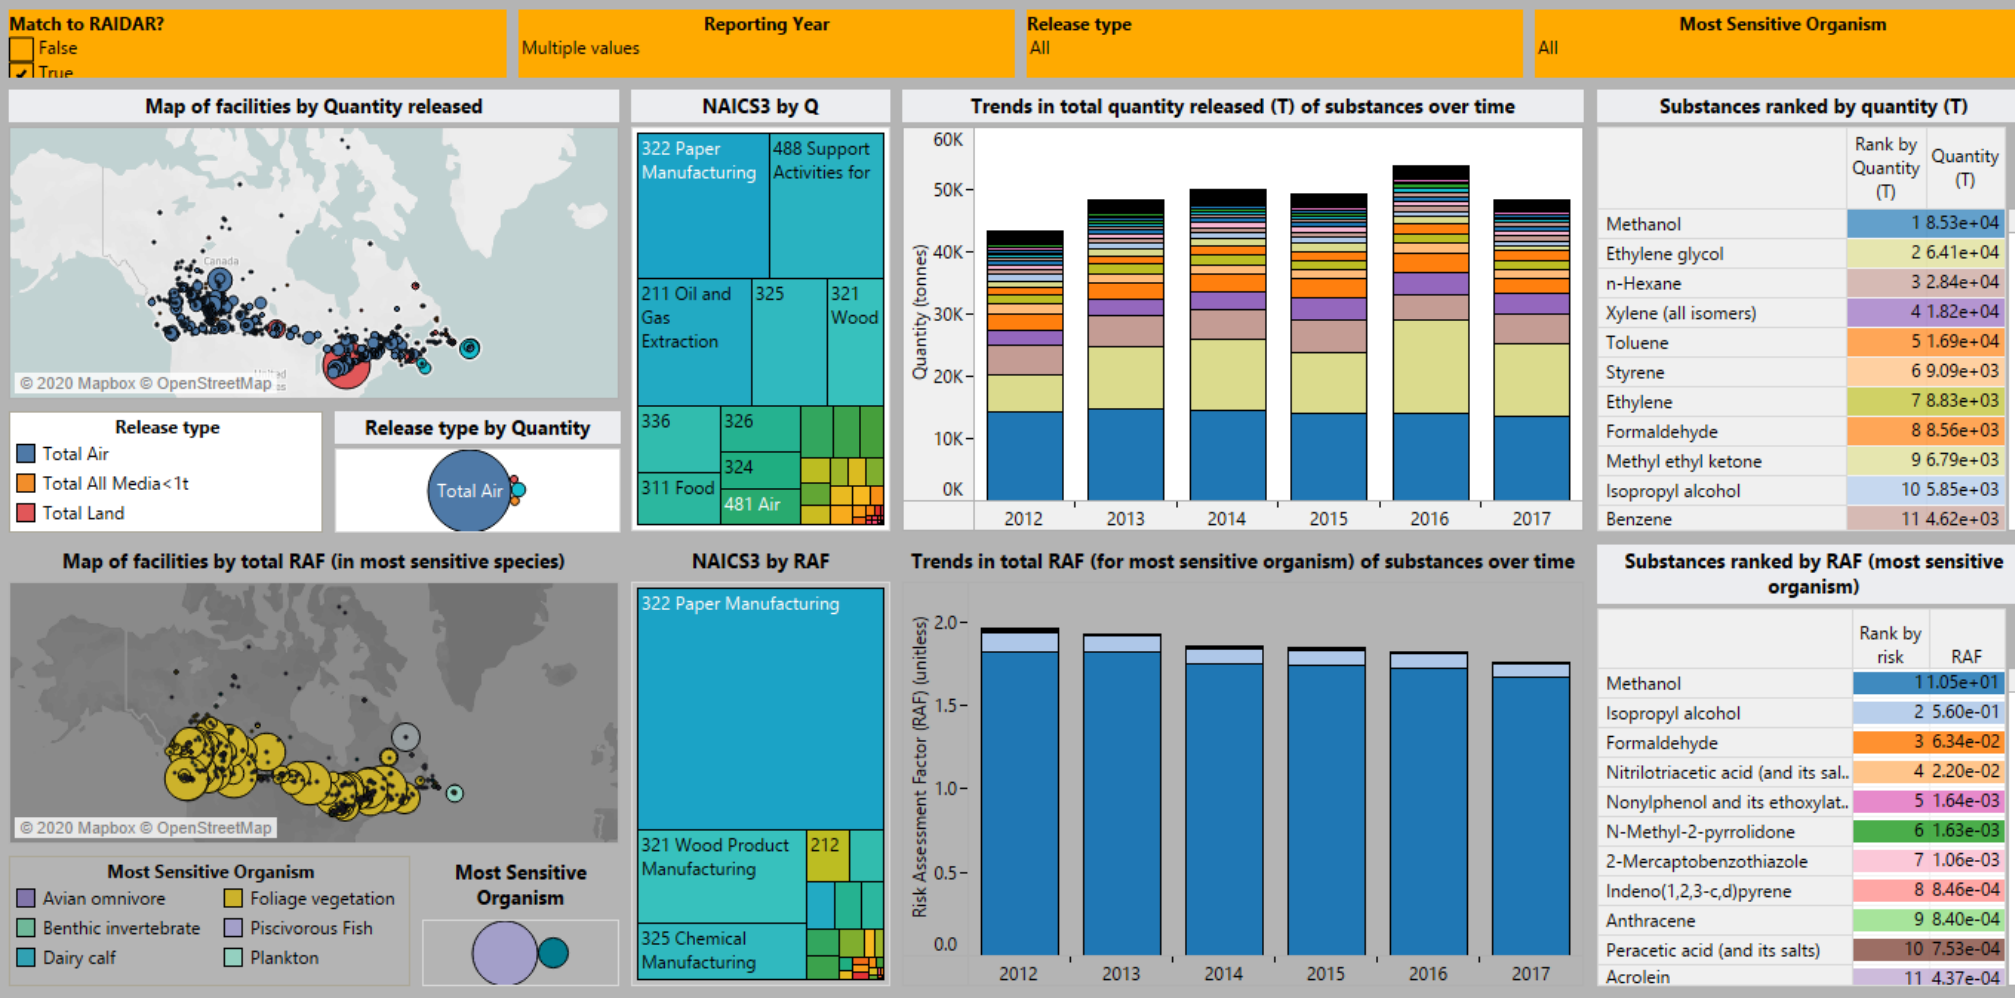 Match to RAIDAR?
False
True
Reporting Year
Multiple values
Release type
All
Most Sensitive Organism
All
Map of facilities by Quantity released
Canada
© 2020 Mapbox © OpenStreetMap
Release type
Total Air
Total All Media<1t
Total Land
Release type by Quantity
Total Air
NAICS3 by Q
322 Paper
Manufacturing
488 Support
Activities for
211 Oil and
Gas
Extraction
325
321
Wood
336
326
324
311 Food
481 Air
Trends in total quantity released (T) of substances over time
Quantity (tonnes)
60K
50K
40K
30K
20K
10K
0K
2012
2013
2014
2015
2016
2017
Substances ranked by quantity (T)
Rank by
Quantity
(T)
Quantity
(T)
Methanol 1 8.53e+04
Ethylene glycol 2 6.41e+04
n-Hexane 3 2.84e+04
Xylene (all isomers) 4 1.82e+04
Toluene 5 1.69e+04
Styrene 6 9.09e+03
Ethylene 7 8.83e+03
Formaldehyde 8 8.56e+03
Methyl ethyl ketone 9 6.79e+03
Isopropyl alcohol 10 5.85e+03
Benzene 11 4.62e+03
Map of facilities by total RAF (in most sensitive species)
© 2020 Mapbox © OpenStreetMap
Most Sensitive Organism
Avian omnivore
Foliage vegetation
Benthic invertebrate
Piscivorous Fish
Dairy calf
Plankton
Most Sensitive
Organism
NAICS3 by RAF
322 Paper Manufacturing
321 Wood Product
Manufacturing
212
325 Chemical
Manufacturing
Trends in total RAF (for most sensitive organism) of substances over time
Risk Assessment Factor (RAF) (unitless)
2.0
1.5
1.0
0.5
0.0
2012
2013
2014
2015
2016
2017
Substances ranked by RAF (most sensitive
organism)
Rank by
risk
RAF
Methanol 1 1.05e+01
Isopropyl alcohol 2 5.60e-01
Formaldehyde 3 6.34e-02
Nitrilotriacetic acid (and its sal.. 4 2.20e-02
Nonylphenol and its ethoxylat.. 5 1.64e-03
N-Methyl-2-pyrrolidone 6 1.63e-03
2-Mercaptobenzothiazole 7 1.06e-03
Indeno(1,2,3-c,d)pyrene 8 8.46e-04
Anthracene 9 8.40e-04
Peracetic acid (and its salts) 10 7.53e-04
Acrolein 11 4.37e-04